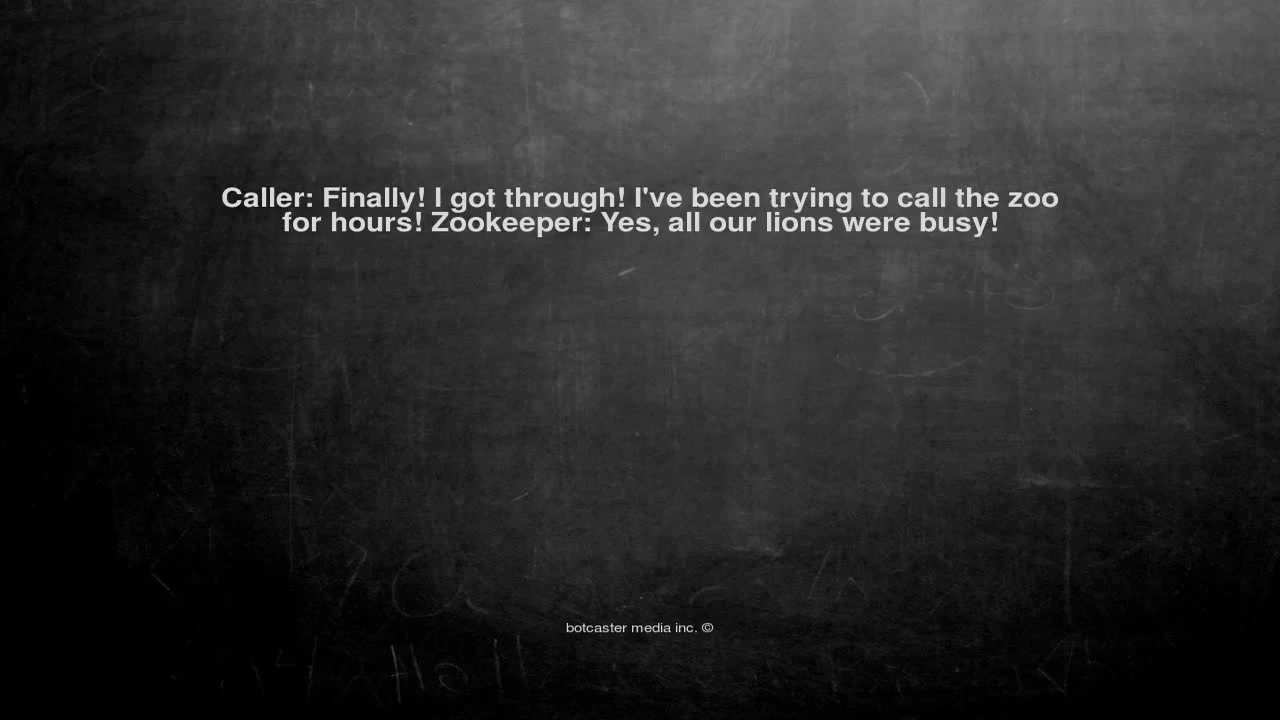 Caller: Finally! I got through! I've been trying to call the zoo
for hours! Zookeeper: Yes, all our lions were busy!
botcaster media inc. ©